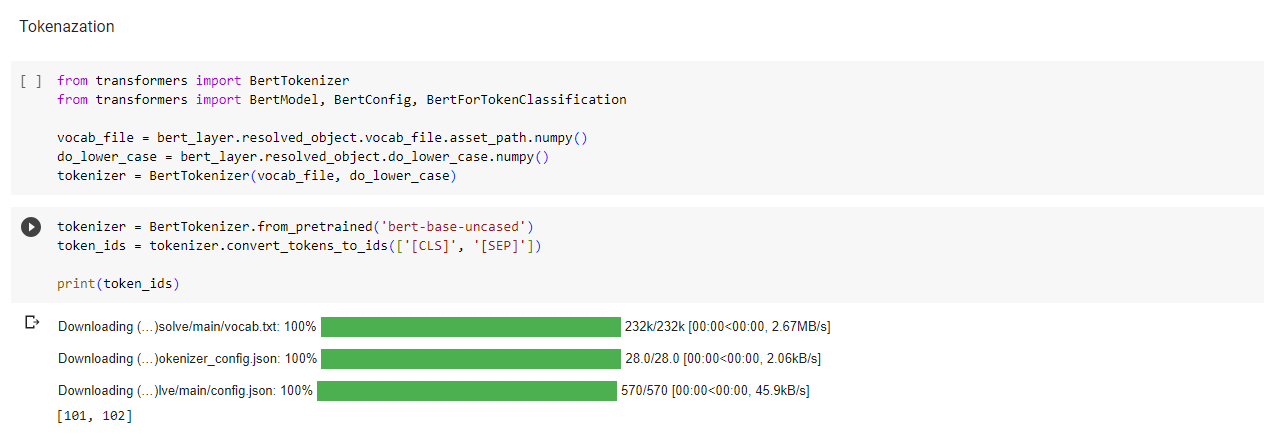 Tokenazation
[ ] from transformers import BertTokenizer
from transformers import BertModel, BertConfig, BertForTokenClassification
vocab_file = bert_layer.resolved_object.vocab_file.asset_path.numpy()
do_lower_case = bert_layer.resolved_object.do_lower_case.numpy()
tokenizer = BertTokenizer(vocab_file, do_lower_case)
tokenizer = BertTokenizer.from_pretrained('bert-base-uncased')
token_ids = tokenizer.convert_tokens_to_ids(['[CLS]', '[SEP]'])
print(token_ids)
Downloading (…)solve/main/vocab.txt: 100% 232k/232k [00:00<00:00, 2.67MB/s]
Downloading (…)okenizer_config.json: 100% 28.0/28.0 [00:00<00:00, 2.06kB/s]
Downloading (…)lve/main/config.json: 100% 570/570 [00:00<00:00, 45.9kB/s]
[101, 102]